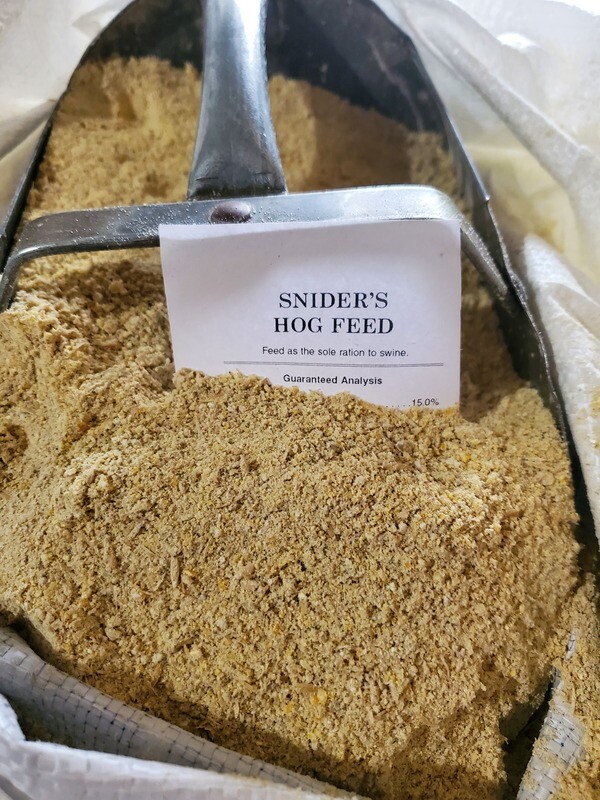 SNIDER'S
HOG FEED
Feed as the sole ration to swine.
Guaranteed Analysis
....15.0%